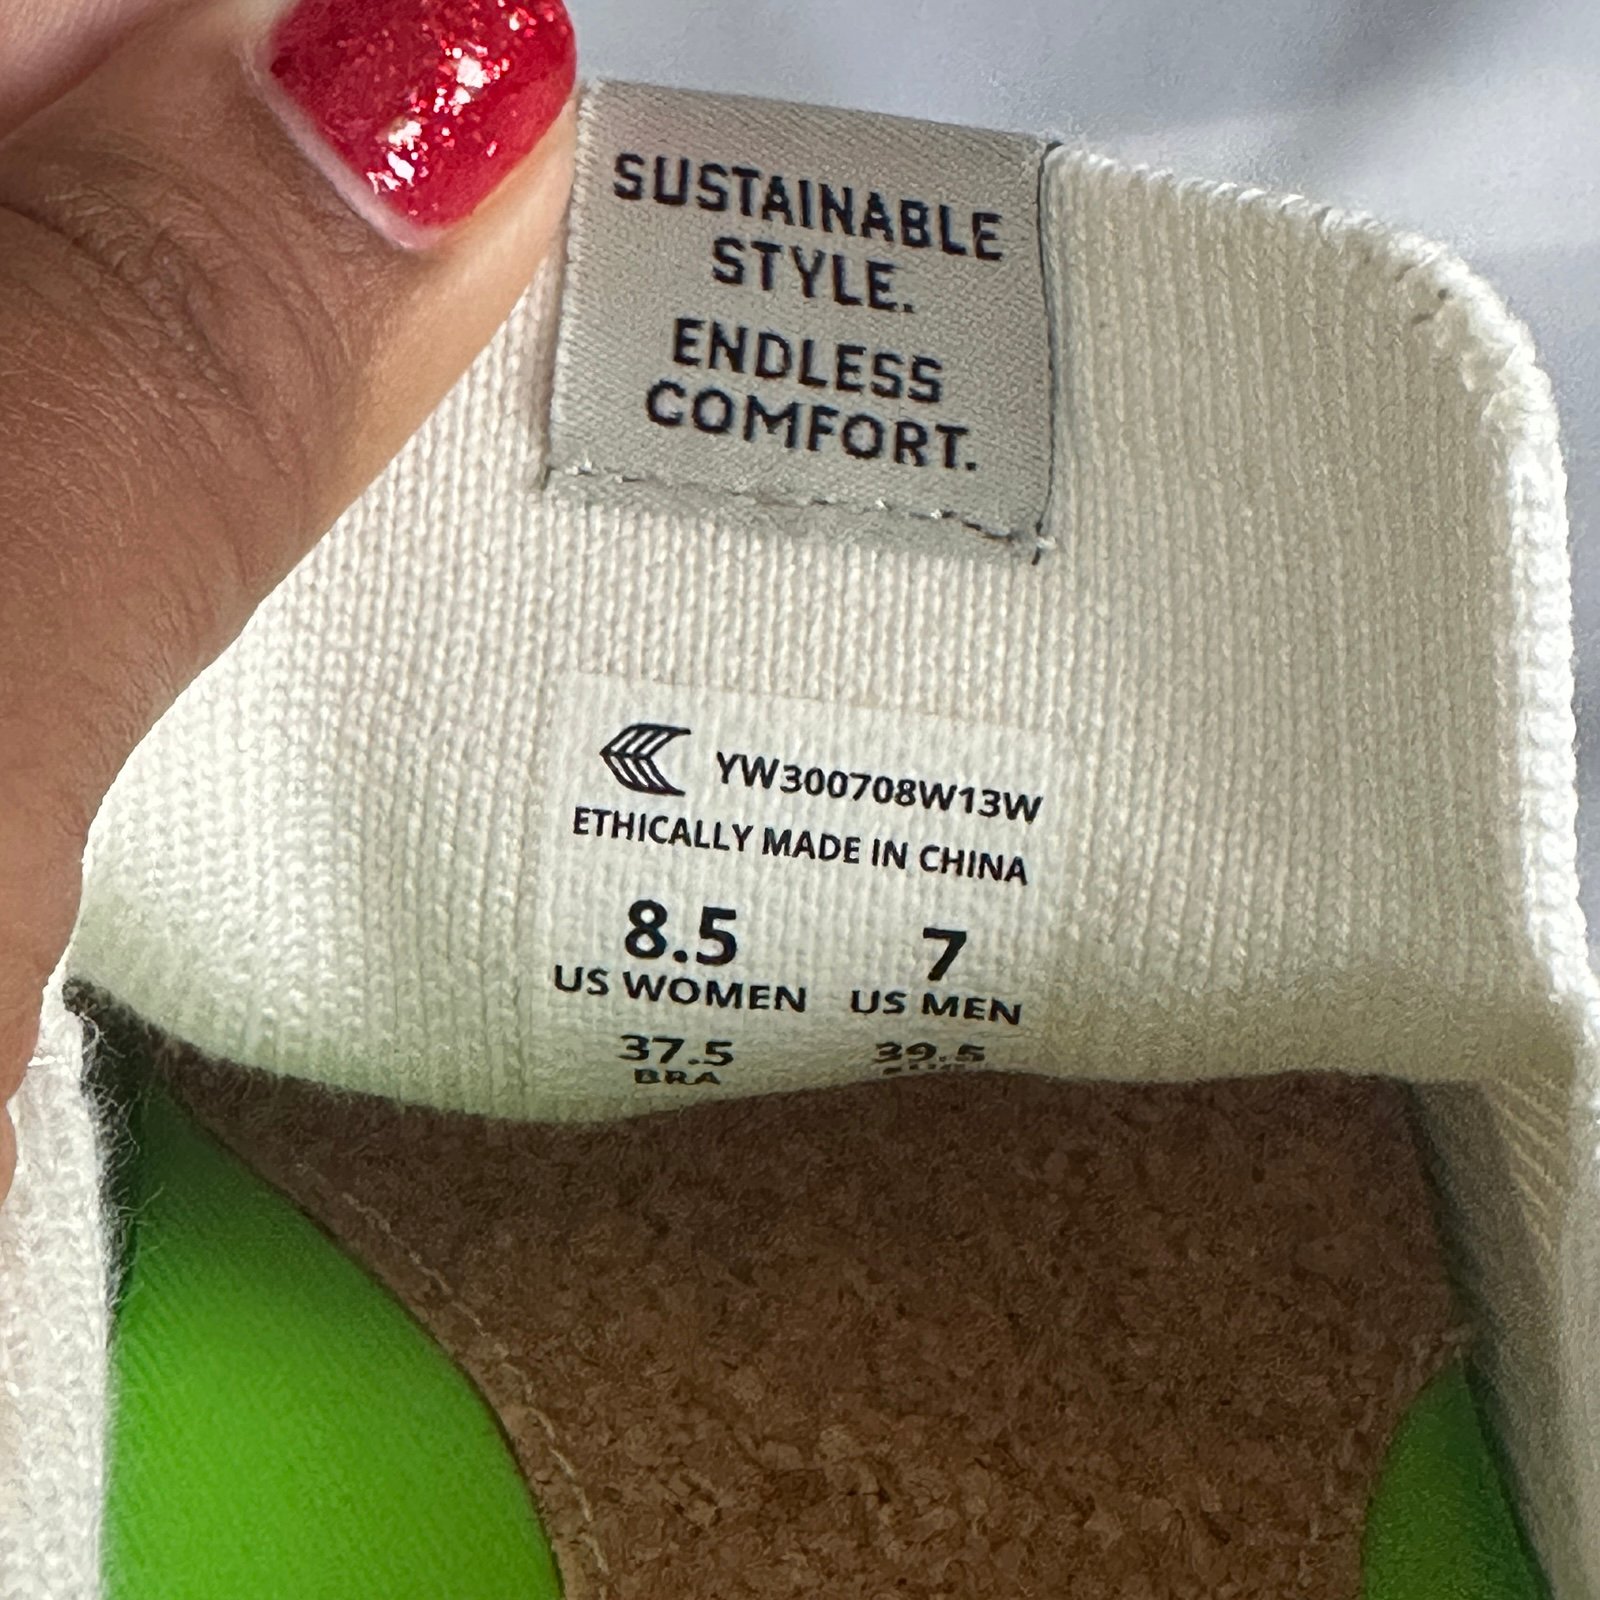 SUSTAINABLE
STYLE.
ENDLESS
COMFORT.
YW300708W13W
ETHICALLY MADE IN CHINA
8.5 7
US WOMEN US MEN
37.5 39.5
BRA